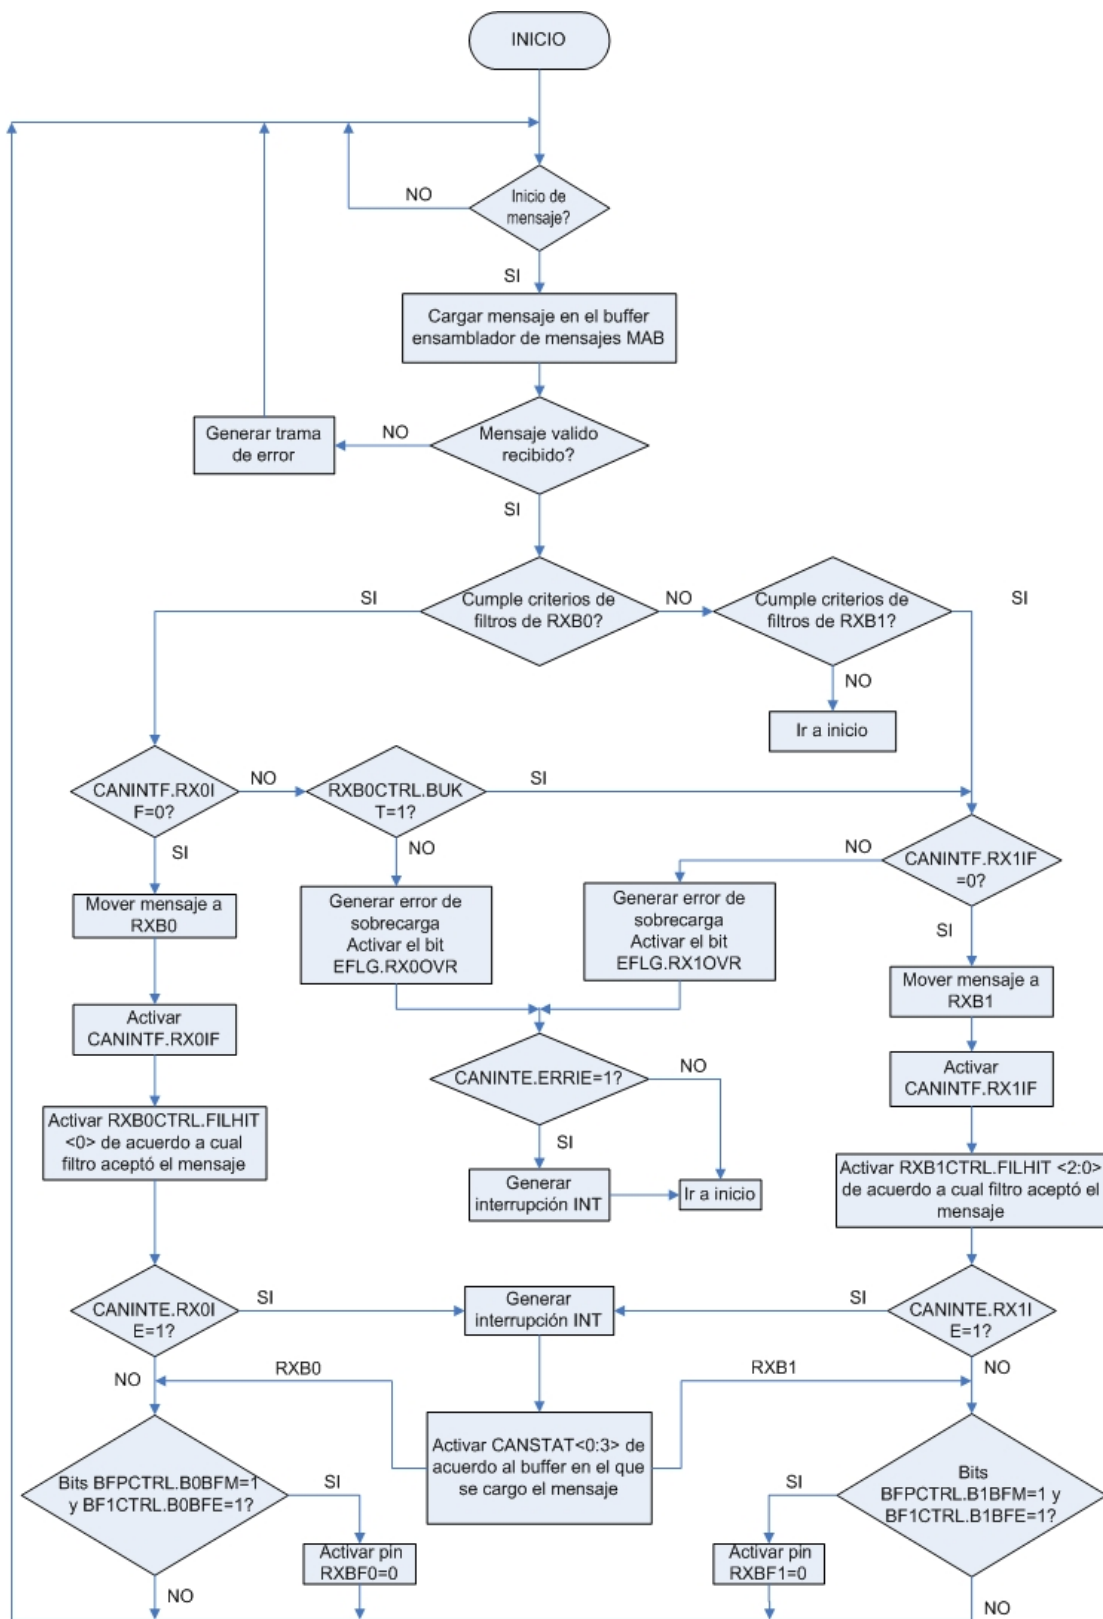 INICIO
Inicio de
mensaje?
NO
SI
Cargar mensaje en el buffer
ensamblador de mensajes MAB
Mensaje valido
recibido?
NO
Generar trama
de error
SI
Cumple criterios de
filtros de RXB0?
SI
NO
Cumple criterios de
filtros de RXB1?
SI
NO
Ir a inicio
CANINTF.RX0I
F=0?
NO
RXB0CTRL.BUK
T=1?
SI
SI
NO
CANINTF.RX1IF
=0?
NO
SI
Mover mensaje a
RXB0
Generar error de
sobrecarga
Activar el bit
EFLG.RX0OVR
Generar error de
sobrecarga
Activar el bit
EFLG.RX1OVR
Mover mensaje a
RXB1
Activar
CANINTF.RX0IF
CANINTE.ERRIE=1?
NO
SI
Activar
CANINTF.RX1IF
Activar RXB0CTRL.FILHIT
<0> de acuerdo a cual
filtro aceptó el mensaje
Generar
interrupción INT
Ir a inicio
Activar RXB1CTRL.FILHIT <2:0>
de acuerdo a cual filtro aceptó el
mensaje
CANINTE.RX0I
E=1?
SI
Generar
interrupción INT
SI
CANINTE.RX1I
E=1?
NO
RXB0
RXB1
NO
Activar CANSTAT<0:3> de
acuerdo al buffer en el que
se cargo el mensaje
Bits BFPCTRL.B0BFM=1
y BF1CTRL.B0BFE=1?
SI
Bits
BFPCTRL.B1BFM=1 y
BF1CTRL.B1BFE=1?
SI
Activar pin
RXBF0=0
Activar pin
RXBF1=0
NO
NO